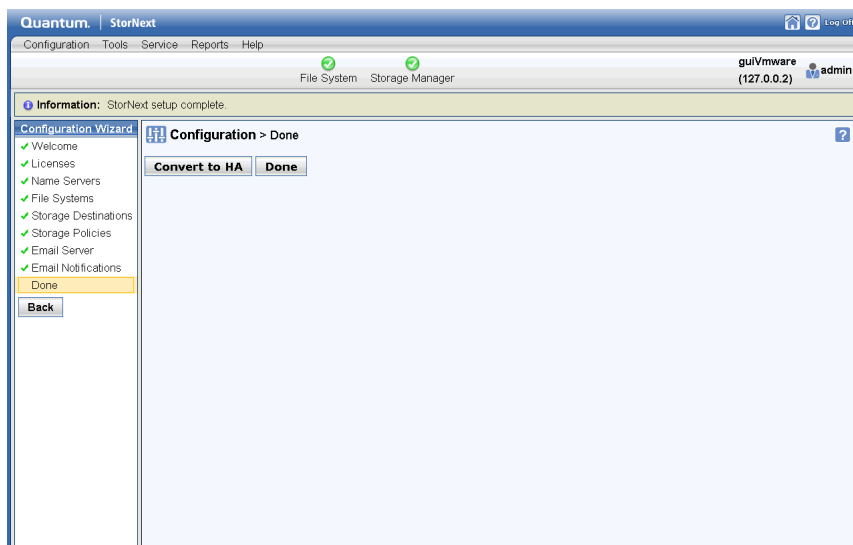 Quantum. StorNext Log Off
Configuration Tools Service Reports Help
File System Storage Manager
guiVmware
(127.0.0.2)
admin
Information: StorNext setup complete.
Configuration Wizard
Welcome
Licenses
Name Servers
File Systems
Storage Destinations
Storage Policies
Email Server
Email Notifications
Done
Back
Configuration > Done
?
Convert to HA Done